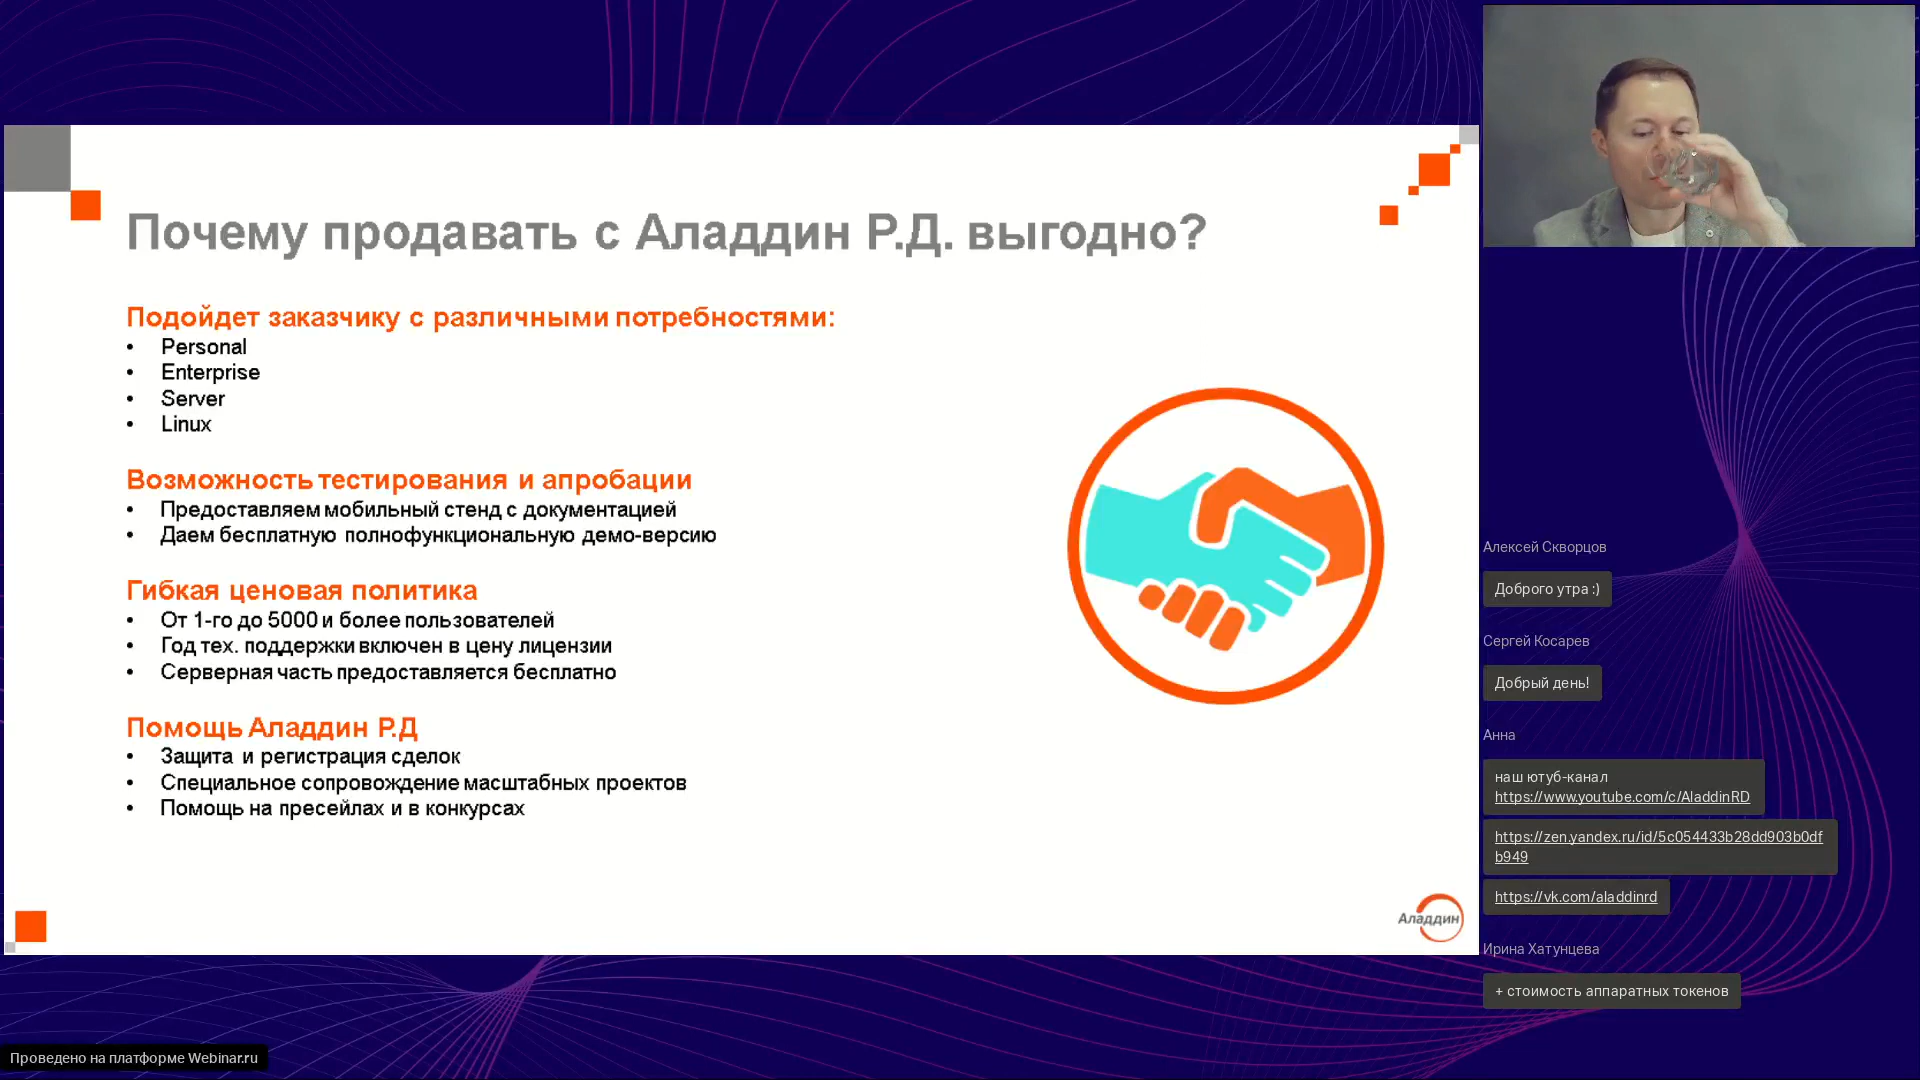 Почему продавать с Аладдин Р.Д. выгодно?
Подойдет заказчику с различными потребностями:
• Personal
• Enterprise
• Server
• Linux
Возможность тестирования и апробации
• Предоставляем мобильный стенд с документацией
• Даем бесплатную полнофункциональную демо-версию
Гибкая ценовая политика
• От 1-го до 5000 и более пользователей
• Год тех. поддержки включен в цену лицензии
• Серверная часть предоставляется бесплатно
Помощь Аладдин Р.Д
• Защита и регистрация сделок
• Специальное сопровождение масштабных проектов
• Помощь на пресейлах и в конкурсах
Аладдин
Алексей Скворцов
Доброго утра :)
Сергей Косарев
Добрый день!
Анна
наш ютуб-канал
https://www.youtube.com/c/AladdinRD
https://zen.yandex.ru/id/5c054433b28dd903b0df
b949
https://vk.com/aladdinrd
Ирина Хатунцева
+ стоимость аппаратных токенов
Проведено на платформе Webinar.ru